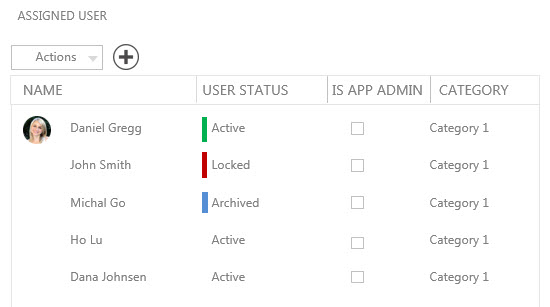 ASSIGNED USER
Actions
NAME USER STATUS IS APP ADMIN CATEGORY
Daniel Gregg Active Category 1
John Smith Locked Category 1
Michal Go Archived Category 1
Ho Lu Active Category 1
Dana Johnsen Active Category 1